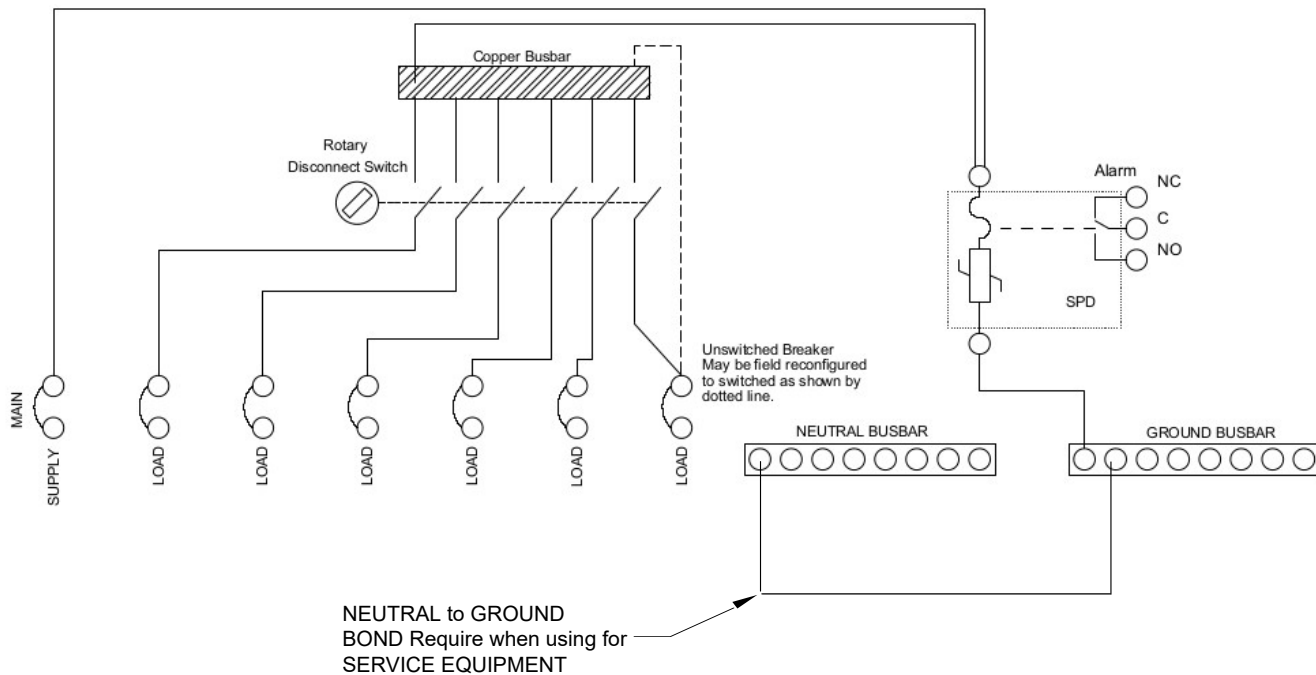 Copper Busbar
Rotary
Disconnect Switch
Alarm
NC
C
NO
SPD
Unswitched Breaker
May be field reconfigured
to switched as shown by
dotted line.
MAIN
SUPPLY
LOAD
LOAD
LOAD
LOAD
LOAD
LOAD
NEUTRAL BUSBAR
GROUND BUSBAR
NEUTRAL to GROUND
BOND Require when using for
SERVICE EQUIPMENT